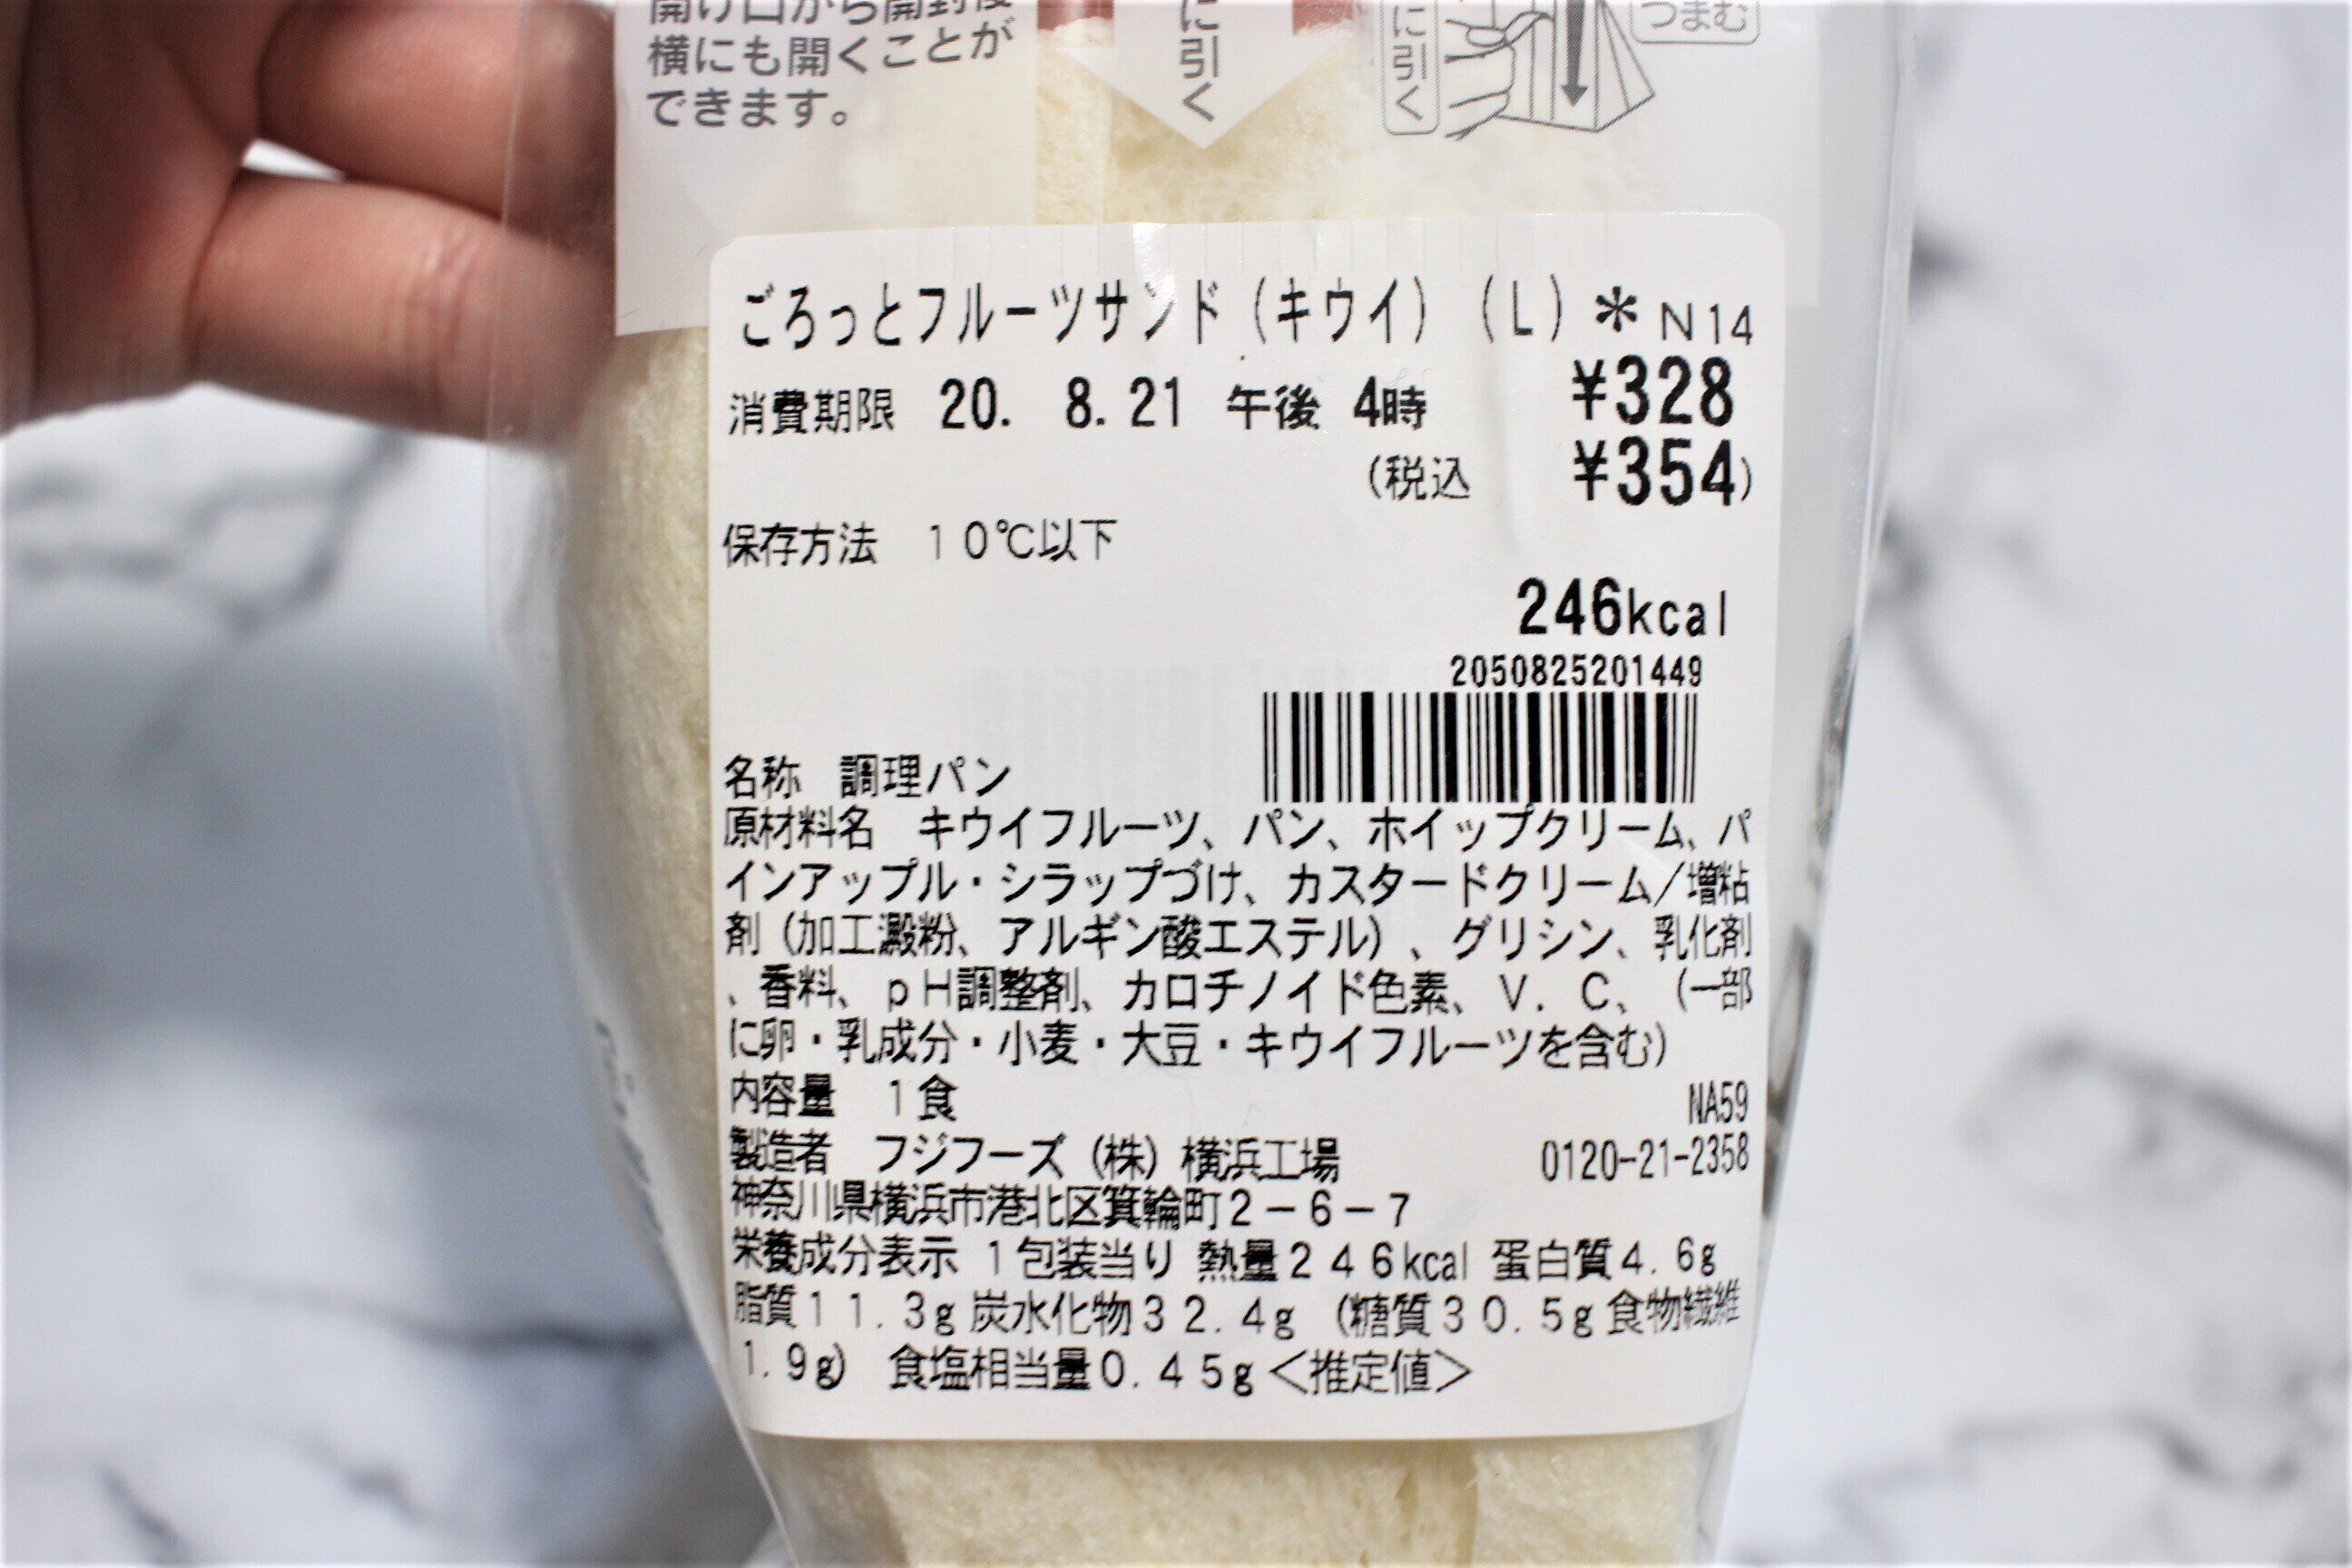 開け口から開封後
横にも開くことが
できます。
に引く
に引く
つまむ
ごろっとフルーツサンド（キウイ）（L）＊N14
消費期限 20. 8.21 午後 4時 ¥328
（税込 ¥354）
保存方法 10℃以下
246kcal
2050825201449
名称 調理パン
原材料名 キウイフルーツ、パン、ホイップクリーム、パ
インアップル・シラップづけ、カスタードクリーム／増粘
剤（加工澱粉、アルギン酸エステル）、グリシン、乳化剤
、香料、pH調整剤、カロチノイド色素、V．C、（一部
に卵・乳成分・小麦・大豆・キウイフルーツを含む）
内容量 1食 NA59
製造者 フジフーズ（株）横浜工場 0120-21-2358
神奈川県横浜市港北区箕輪町2－6－7
栄養成分表示 1包装当り 熱量246kcal 蛋白質4.6g
脂質11.3g 炭水化物32.4g（糖質30.5g 食物繊維
1.9g） 食塩相当量0.45g＜推定値＞